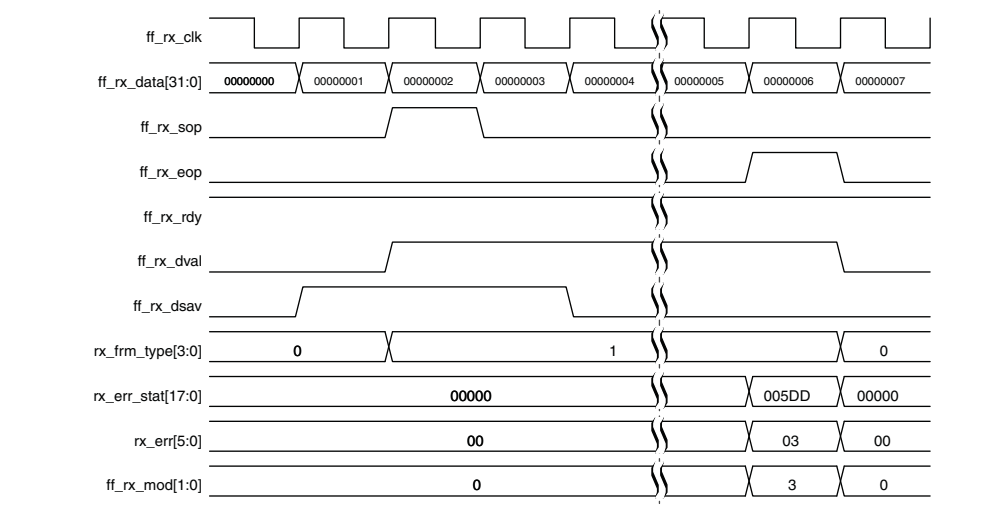 ff_rx_clk
ff_rx_data[31:0] 00000000 00000001 00000002 00000003 00000004 00000005 00000006 00000007
ff_rx_sop
ff_rx_eop
ff_rx_rdy
ff_rx_dval
ff_rx_dsav
rx_frm_type[3:0] 0 1 0
rx_err_stat[17:0] 00000 005DD 00000
rx_err[5:0] 00 03 00
ff_rx_mod[1:0] 0 3 0